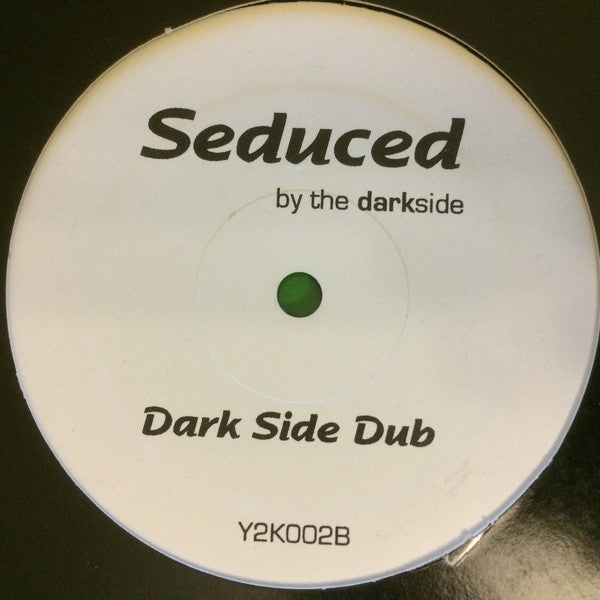 Seduced
by the darkside
Dark Side Dub
Y2K002B